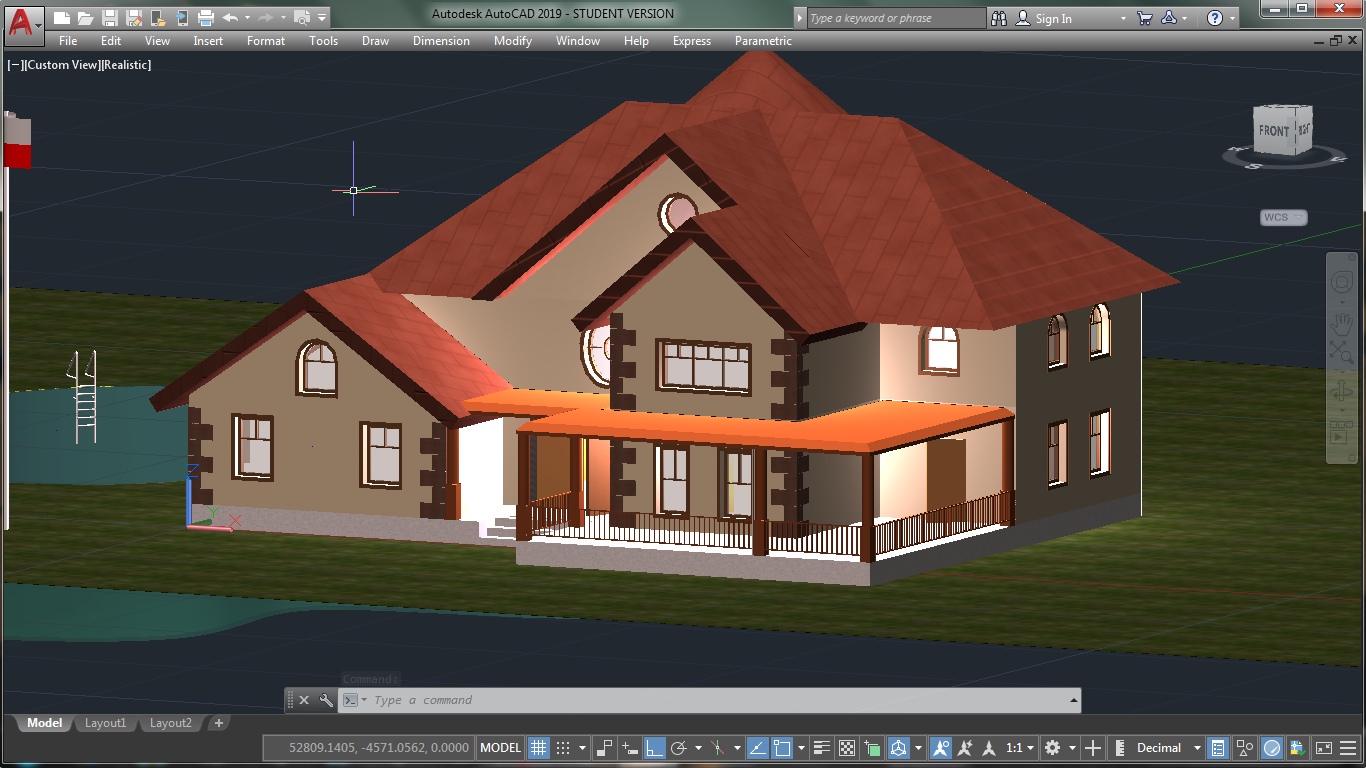 Autodesk AutoCAD 2019 - STUDENT VERSION
Type a keyword or phrase
Sign In
File Edit View Insert Format Tools Draw Dimension Modify Window Help Express Parametric
[−][Custom View][Realistic]
FRONT
S
WCS
Y X
Command:
Type a command
Model Layout1 Layout2 +
52809.1405, -4571.0562, 0.0000 MODEL 1:1 Decimal